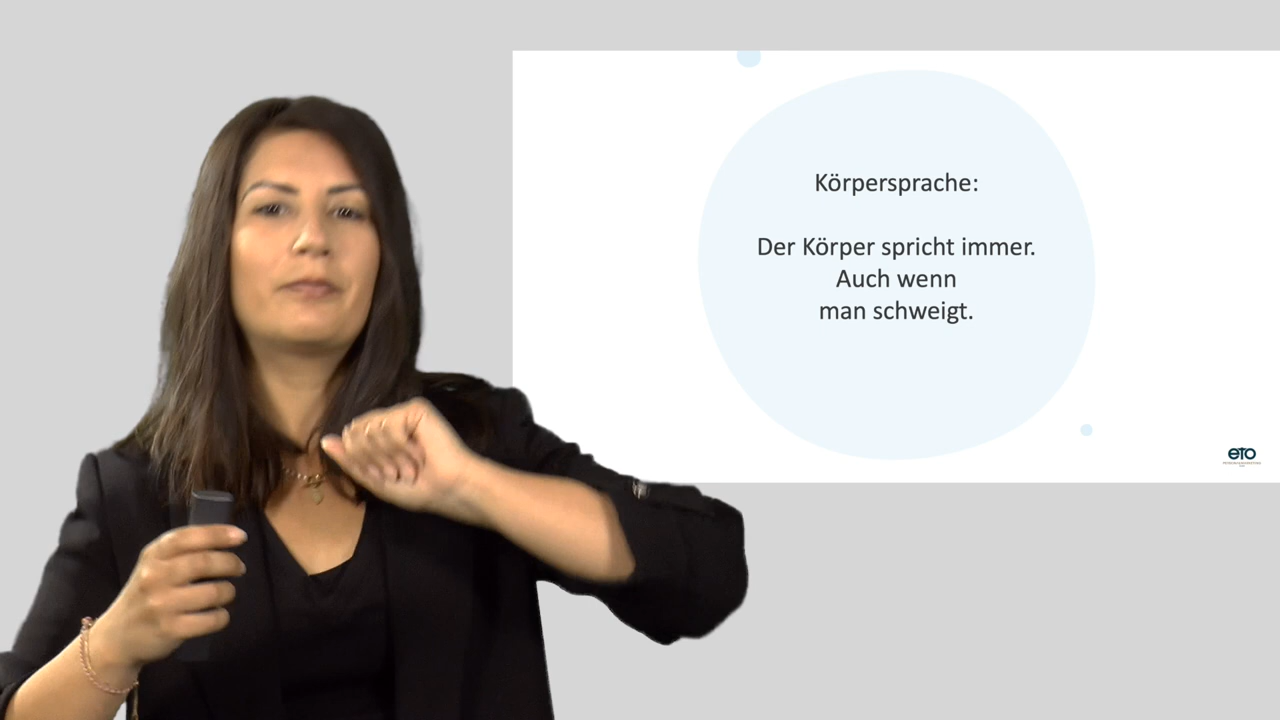 Körpersprache:
Der Körper spricht immer.
Auch wenn
man schweigt.
eTo